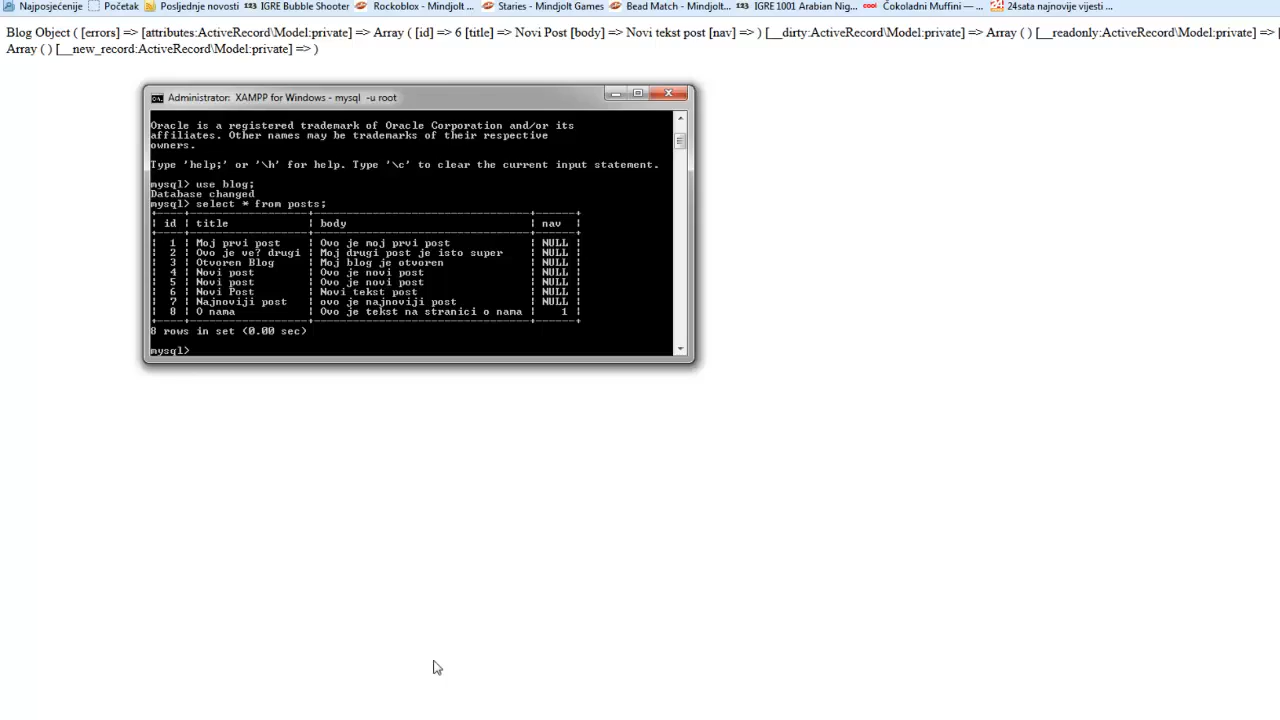 Najposjećenije Početak Posljednje novosti IGRE Bubble Shooter Rockoblox - Mindjolt ... Staries - Mindjolt Games Bead Match - Mindjolt... IGRE 1001 Arabian Nig... Čokoladni Muffini — ... 24sata najnovije vijesti ...
Blog Object ( [errors] => [attributes:ActiveRecord\Model:private] => Array ( [id] => 6 [title] => Novi Post [body] => Novi tekst post [nav] => ) [__dirty:ActiveRecord\Model:private] => Array ( ) [__readonly:ActiveRecord\Model:private] => [
Array ( ) [__new_record:ActiveRecord\Model:private] => )
Administrator: XAMPP for Windows - mysql -u root
Oracle is a registered trademark of Oracle Corporation and/or its
affiliates. Other names may be trademarks of their respective
owners.
Type 'help;' or '\h' for help. Type '\c' to clear the current input statement.
mysql> use blog;
Database changed
mysql> select * from posts;
| id | title | body | nav |
| 1 | Moj prvi post | Ovo je moj prvi post | NULL |
| 2 | Ovo je ve? drugi | Moj drugi post je isto super | NULL |
| 3 | Otvoren Blog | Moj blog je otvoren | NULL |
| 4 | Novi post | Ovo je novi post | NULL |
| 5 | Novi post | Ovo je novi post | NULL |
| 6 | Novi Post | Novi tekst post | NULL |
| 7 | Najnoviji post | ovo je najnoviji post | NULL |
| 8 | O nama | Ovo je tekst na stranici o nama | 1 |
8 rows in set (0.00 sec)
mysql>